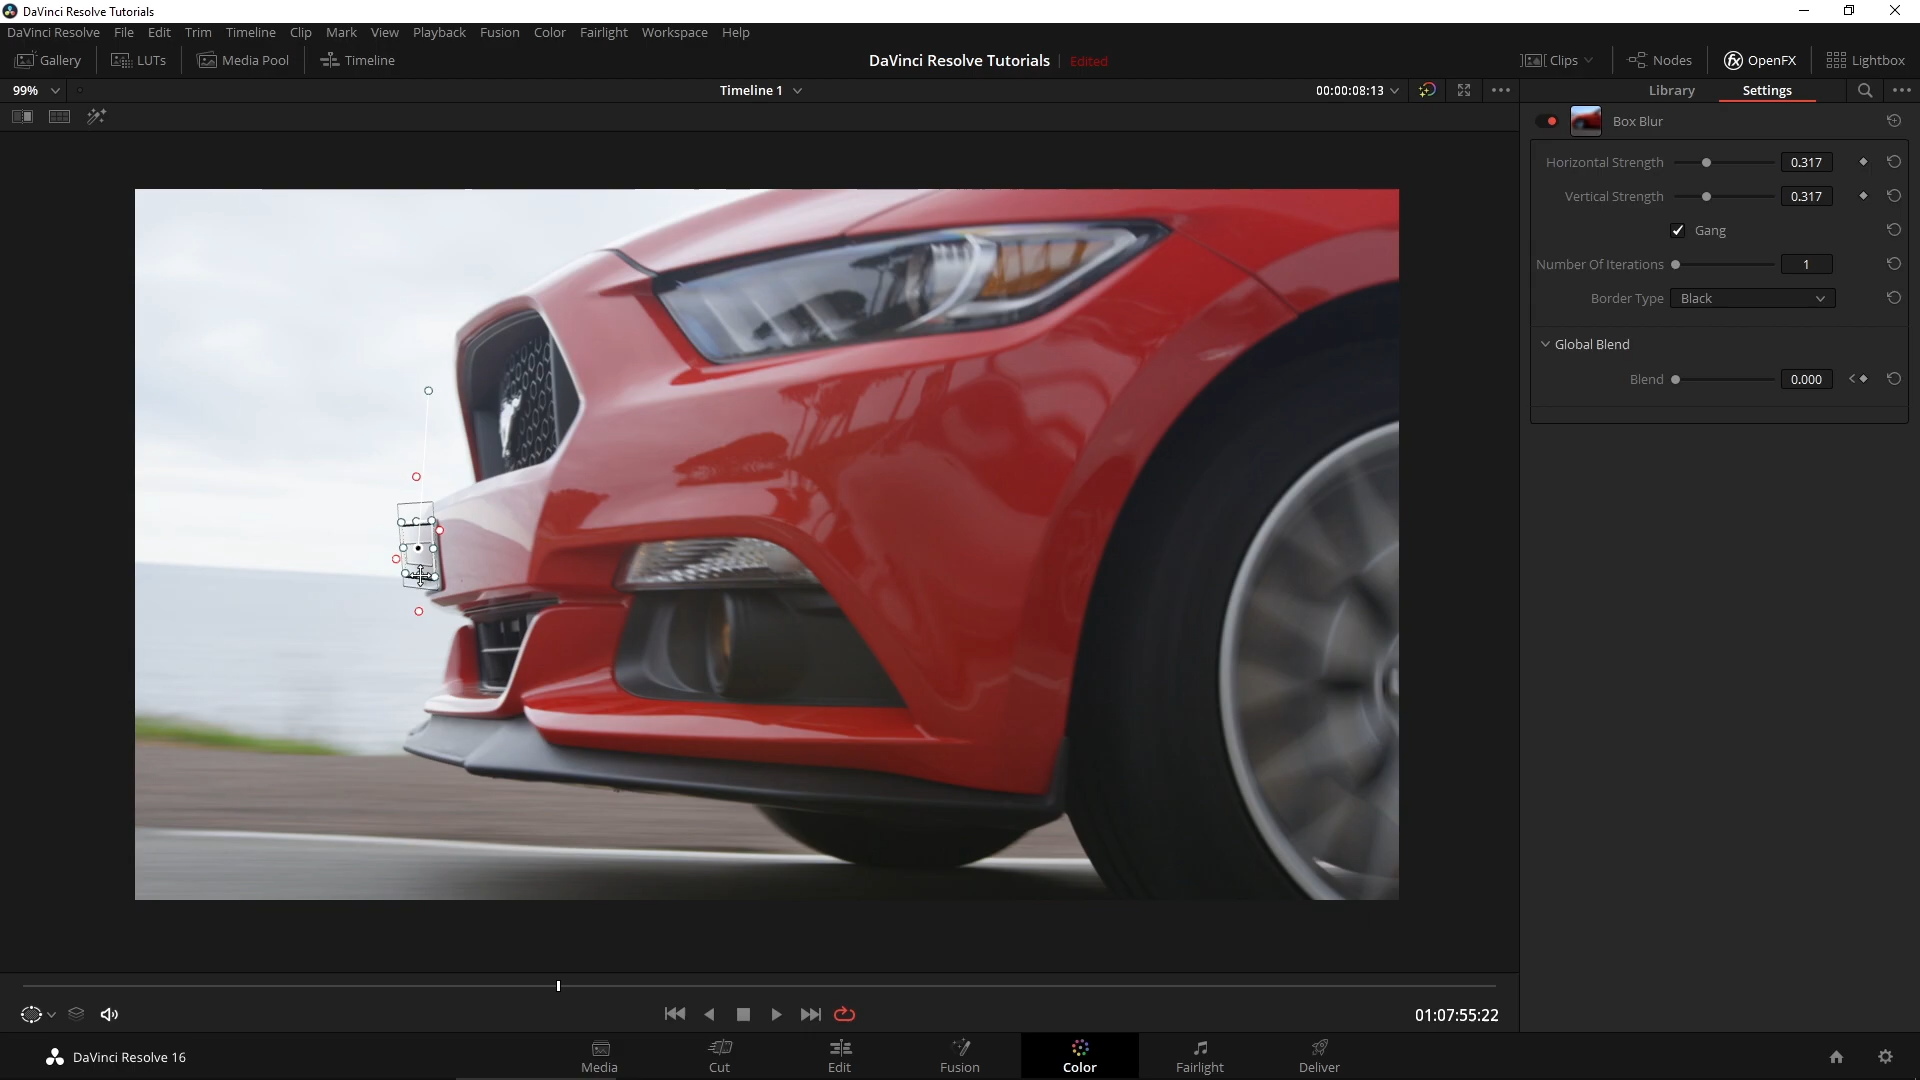 DaVinci Resolve Tutorials
DaVinci Resolve File Edit Trim Timeline Clip Mark View Playback Fusion Color Fairlight Workspace Help
Gallery LUTs Media Pool Timeline DaVinci Resolve Tutorials Edited Clips Nodes OpenFX Lightbox
99% Timeline 1 00:00:08:13 Library Settings
Box Blur
Horizontal Strength 0.317
Vertical Strength 0.317
Gang
Number Of Iterations 1
Border Type Black
Global Blend
Blend 0.000
01:07:55:22
DaVinci Resolve 16 Media Cut Edit Fusion Color Fairlight Deliver